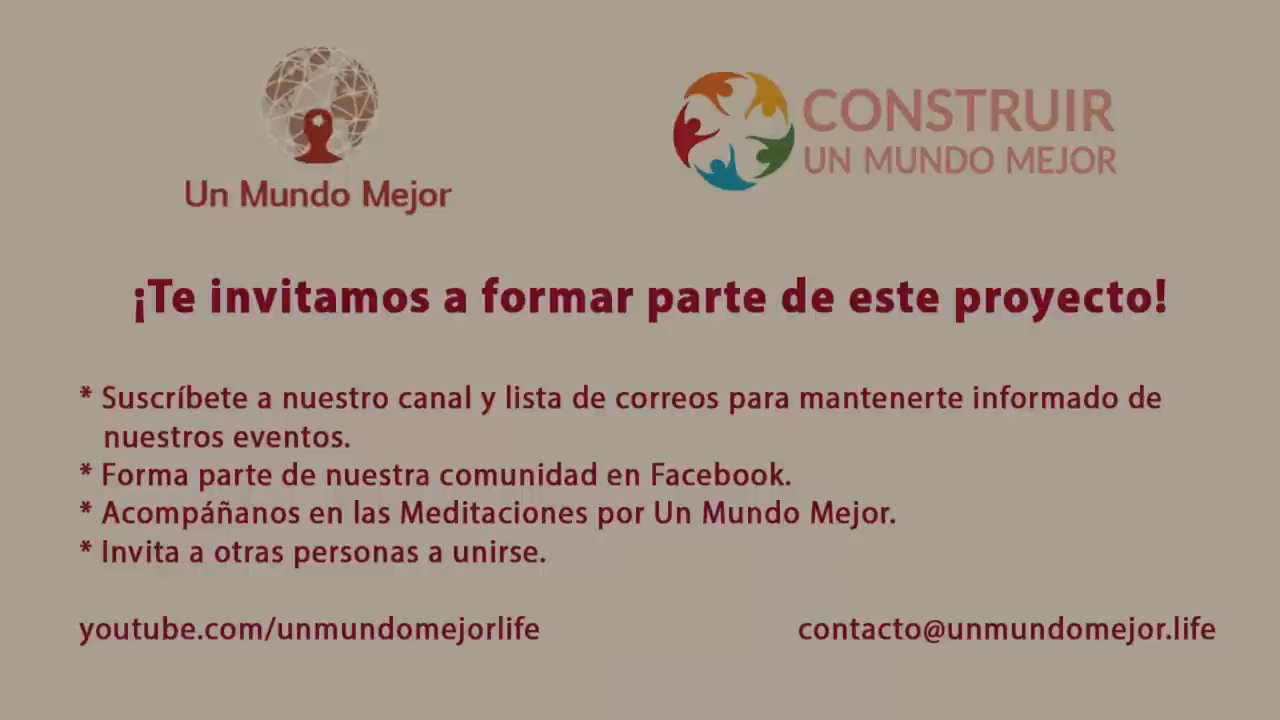 Un Mundo Mejor
CONSTRUIR
UN MUNDO MEJOR
¡Te invitamos a formar parte de este proyecto!
* Suscríbete a nuestro canal y lista de correos para mantenerte informado de
nuestros eventos.
* Forma parte de nuestra comunidad en Facebook.
* Acompáñanos en las Meditaciones por Un Mundo Mejor.
* Invita a otras personas a unirse.
youtube.com/unmundomejorlife
contacto@unmundomejor.life